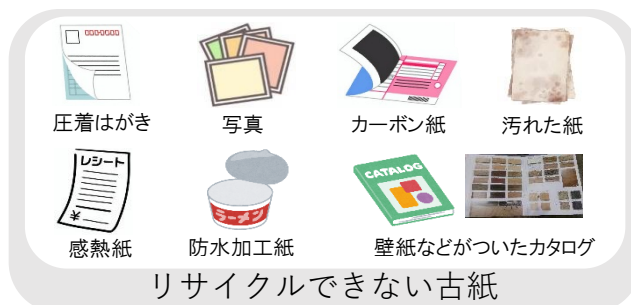 圧着はがき
写真
カーボン紙
汚れた紙
レシート
¥
感熱紙
ラーメン
防水加工紙
CATALOG
壁紙などがついたカタログ
リサイクルできない古紙